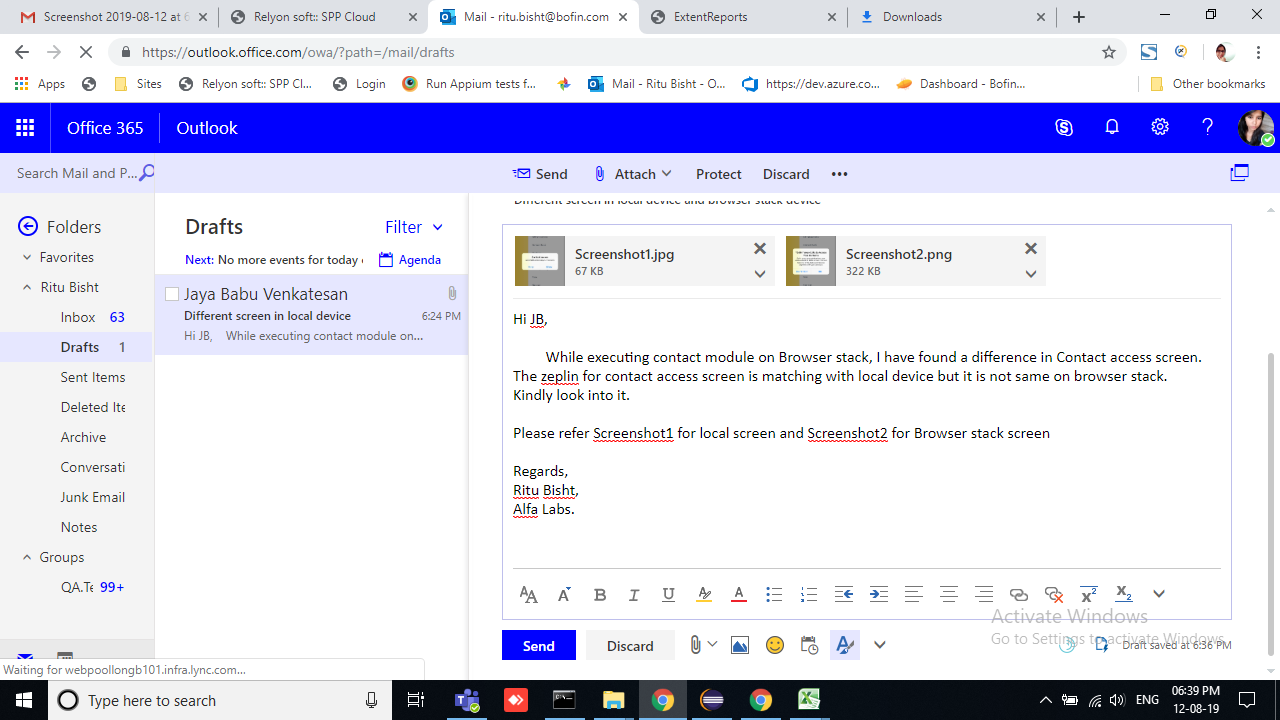 Screenshot 2019-08-12 at 6
Relyon soft:: SPP Cloud
Mail - ritu.bisht@bofin.com
ExtentReports
Downloads
https://outlook.office.com/owa/?path=/mail/drafts
Apps
Sites
Relyon soft:: SPP Cl...
Login
Run Appium tests f...
Mail - Ritu Bisht - O...
https://dev.azure.co...
Dashboard - Bofin...
Other bookmarks
Office 365
Outlook
Search Mail and P...
Send
Attach
Protect
Discard
Folders
Favorites
Ritu Bisht
Inbox 63
Drafts 1
Sent Items
Deleted Ite
Archive
Conversati
Junk Email
Notes
Groups
QA.Te 99+
Drafts
Filter
Next: No more events for today
Agenda
Jaya Babu Venkatesan
Different screen in local device
6:24 PM
Hi JB, While executing contact module on...
Different screen in local device and browser stack device
Screenshot1.jpg
67 KB
Screenshot2.png
322 KB
Hi JB,
While executing contact module on Browser stack, I have found a difference in Contact access screen.
The zeplin for contact access screen is matching with local device but it is not same on browser stack.
Kindly look into it.
Please refer Screenshot1 for local screen and Screenshot2 for Browser stack screen
Regards,
Ritu Bisht,
Alfa Labs.
Activate Windows
Go to Settings to activate Windows.
Send
Discard
Draft saved at 6:36 PM
Waiting for webpoollongb101.infra.lync.com...
Type here to search
ENG
06:39 PM
12-08-19